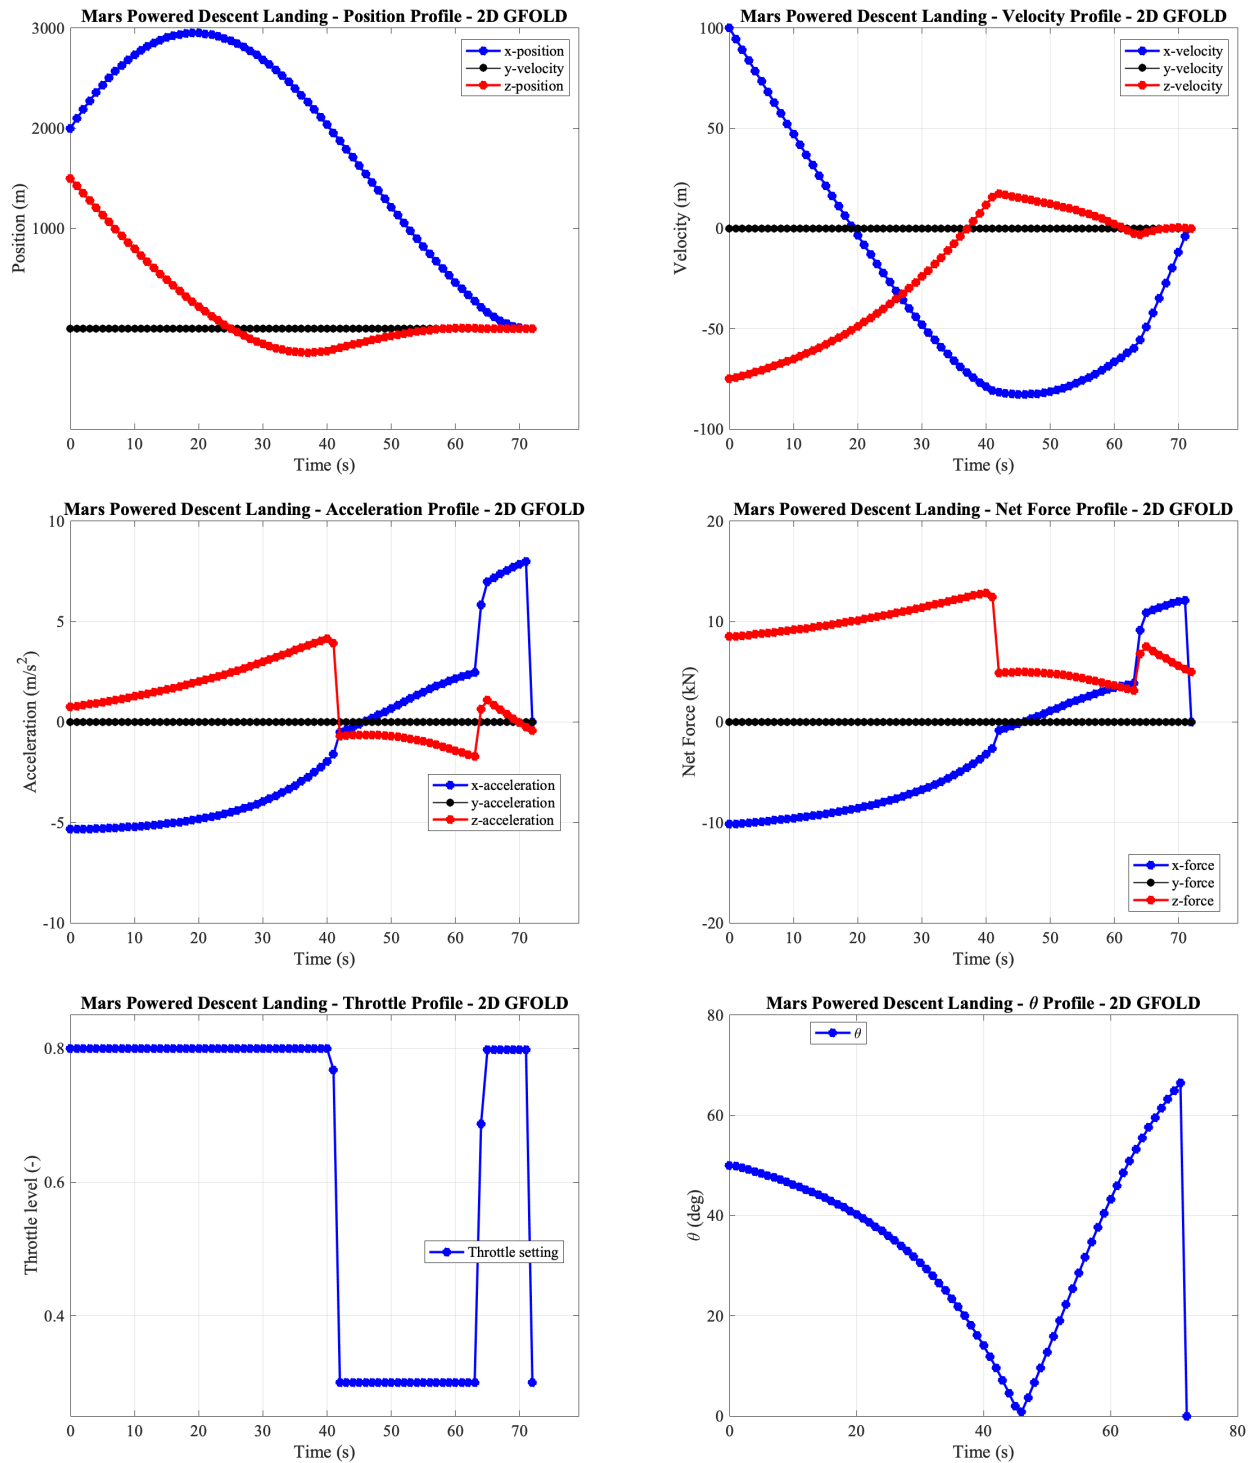 Mars Powered Descent Landing - Position Profile - 2D GFOLD
3000
2000
1000
Position (m)
x-position
y-velocity
z-position
0 10 20 30 40 50 60 70
Time (s)
Mars Powered Descent Landing - Velocity Profile - 2D GFOLD
100
50
0
-50
-100
Velocity (m)
x-velocity
y-velocity
z-velocity
0 10 20 30 40 50 60 70
Time (s)
Mars Powered Descent Landing - Acceleration Profile - 2D GFOLD
10
5
0
-5
-10
Acceleration (m/s²)
x-acceleration
y-acceleration
z-acceleration
0 10 20 30 40 50 60 70
Time (s)
Mars Powered Descent Landing - Net Force Profile - 2D GFOLD
20
10
0
-10
-20
Net Force (kN)
x-force
y-force
z-force
0 10 20 30 40 50 60 70
Time (s)
Mars Powered Descent Landing - Throttle Profile - 2D GFOLD
0.8
0.6
0.4
Throttle level (-)
Throttle setting
0 10 20 30 40 50 60 70
Time (s)
Mars Powered Descent Landing - θ Profile - 2D GFOLD
80
60
40
20
0
θ (deg)
θ
0 20 40 60 80
Time (s)